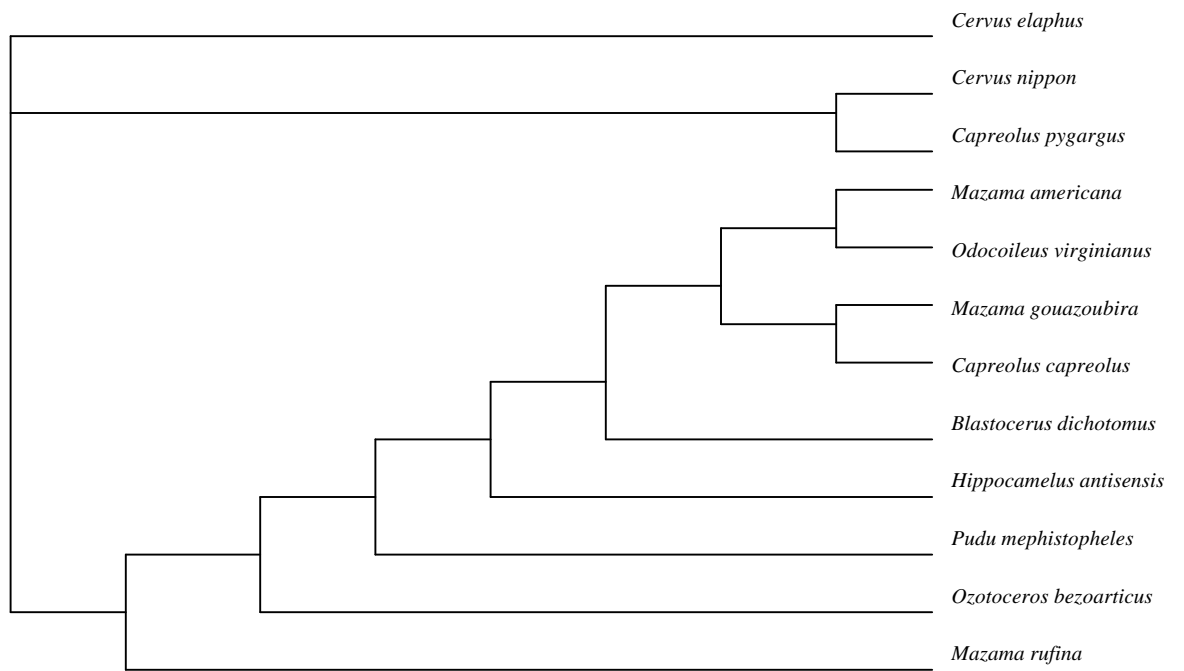 Cervus elaphus
Cervus nippon
Capreolus pygargus
Mazama americana
Odocoileus virginianus
Mazama gouazoubira
Capreolus capreolus
Blastocerus dichotomus
Hippocamelus antisensis
Pudu mephistopheles
Ozotoceros bezoarticus
Mazama rufina